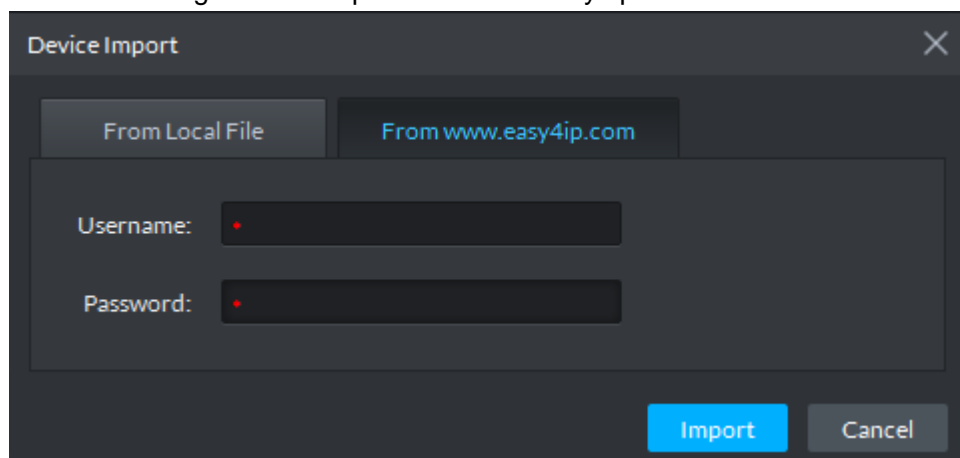 Device Import
From Local File
From www.easy4ip.com
Username:
Password:
Import
Cancel